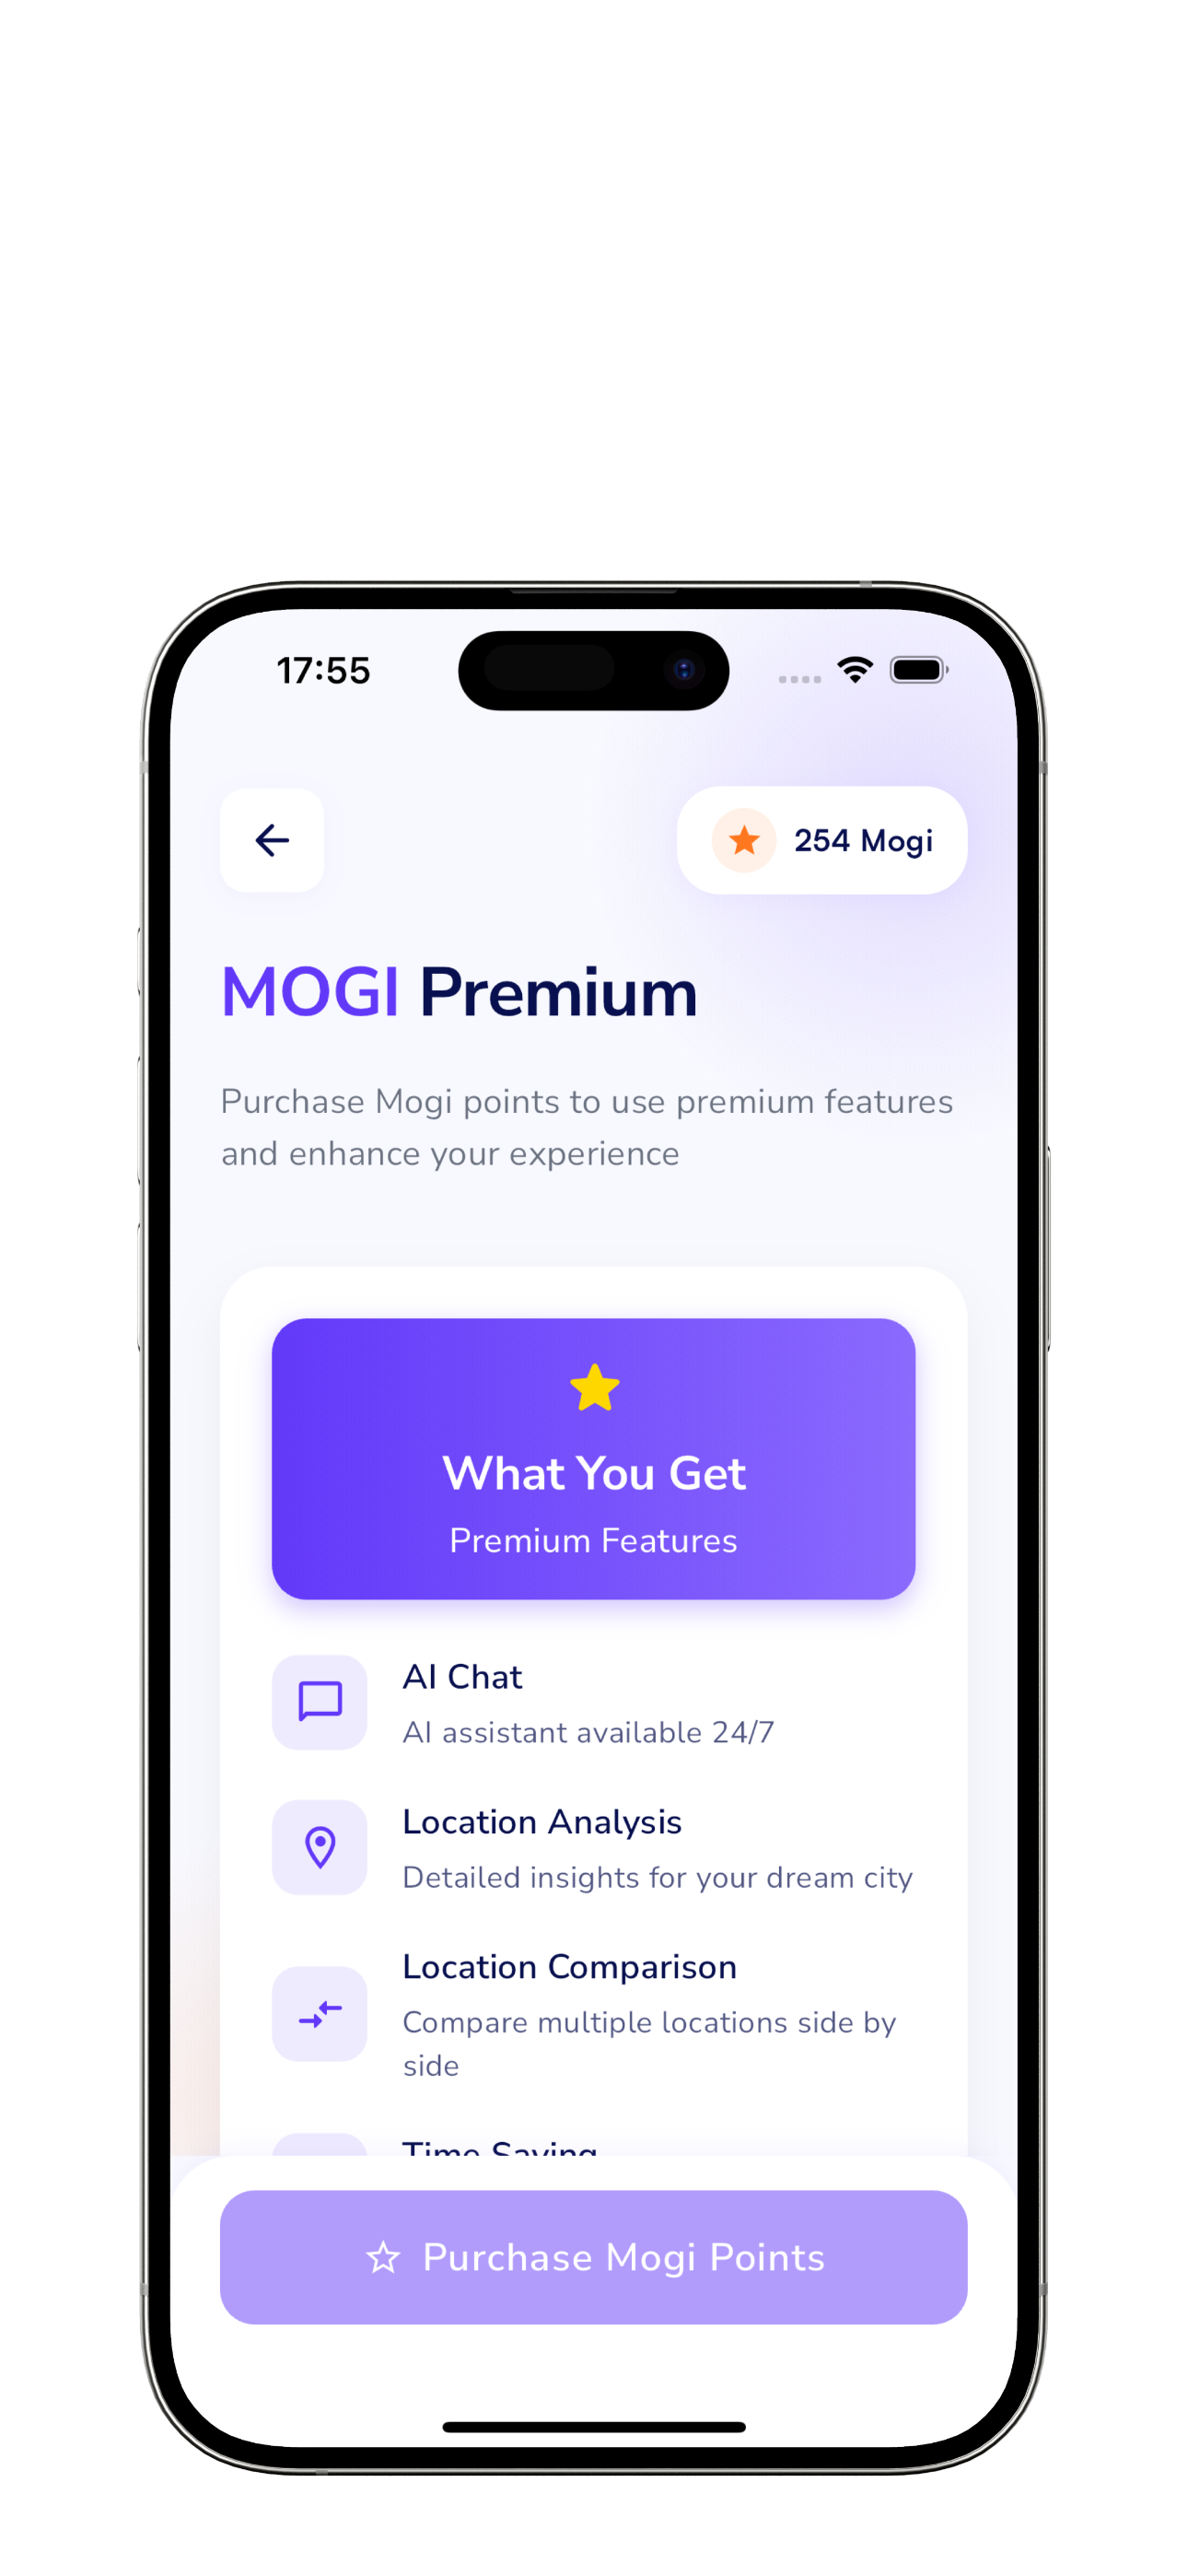 17:55
254 Mogi
MOGI Premium
Purchase Mogi points to use premium features
and enhance your experience
What You Get
Premium Features
AI Chat
AI assistant available 24/7
Location Analysis
Detailed insights for your dream city
Location Comparison
Compare multiple locations side by
side
Time Saving
Purchase Mogi Points